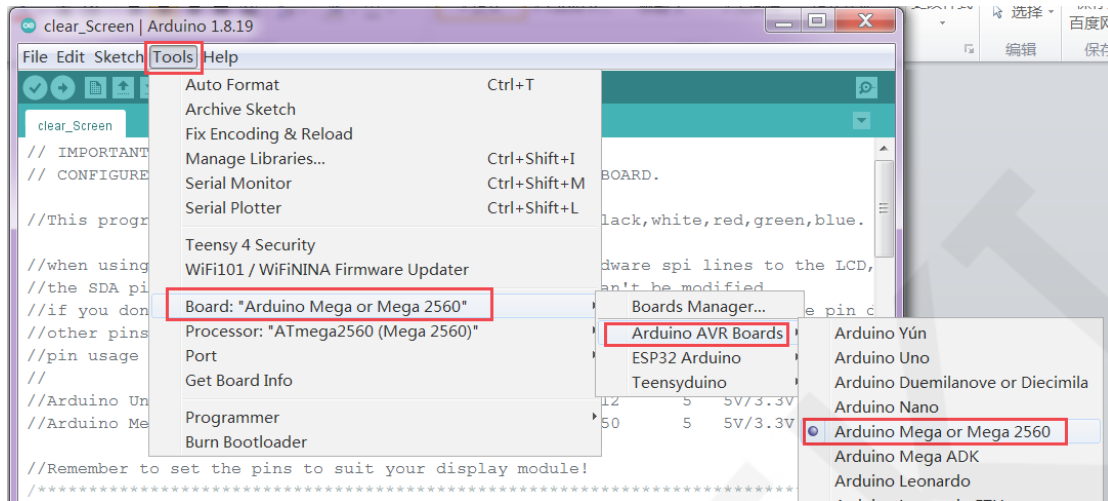 clear_Screen | Arduino 1.8.19
选择
百度网
File Edit Sketch Tools Help
编辑
保存
clear_Screen
Auto Format Ctrl+T
Archive Sketch
Fix Encoding & Reload
Manage Libraries... Ctrl+Shift+I
Serial Monitor Ctrl+Shift+M
Serial Plotter Ctrl+Shift+L
Teensy 4 Security
WiFi101 / WiFiNINA Firmware Updater
Board: "Arduino Mega or Mega 2560"
Processor: "ATmega2560 (Mega 2560)"
Port
Get Board Info
Programmer
Burn Bootloader
Boards Manager...
Arduino AVR Boards
ESP32 Arduino
Teensyduino
Arduino Yún
Arduino Uno
Arduino Duemilanove or Diecimila
Arduino Nano
Arduino Mega or Mega 2560
Arduino Mega ADK
Arduino Leonardo
// IMPORTANT
// CONFIGURE BOARD.
//This progr lack,white,red,green,blue.
//when using dware spi lines to the LCD,
//the SDA pi an't be modified
//if you don e pin d
//other pins
//pin usage
//
//Arduino Un 12 5 5V/3.3V
//Arduino Me 50 5 5V/3.3V
//Remember to set the pins to suit your display module!